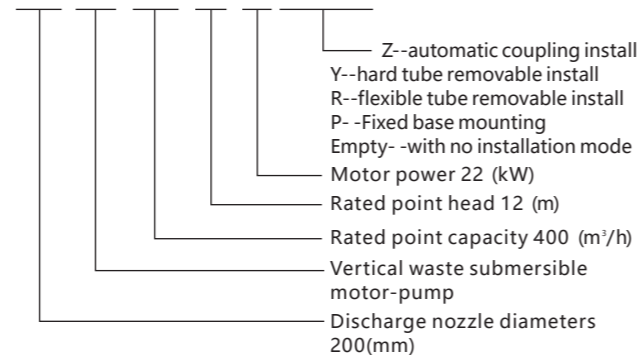 Z--automatic coupling install
Y--hard tube removable install
R--flexible tube removable install
P- -Fixed base mounting
Empty- -with no installation mode
Motor power 22 (kW)
Rated point head 12 (m)
Rated point capacity 400 (m³/h)
Vertical waste submersible
motor-pump
Discharge nozzle diameters
200(mm)